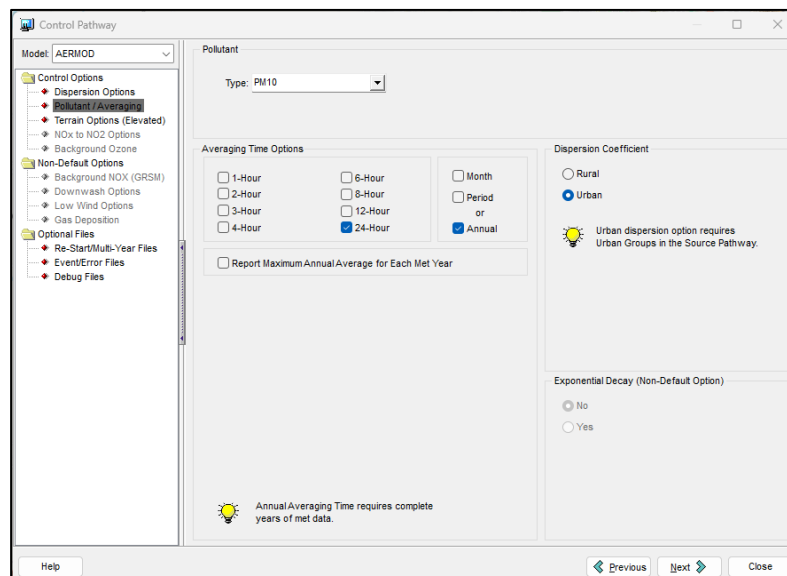 Control Pathway
Model: AERMOD
Control Options
Dispersion Options
Pollutant / Averaging
Terrain Options (Elevated)
NOx to NO2 Options
Background Ozone
Non-Default Options
Background NOX (GRSM)
Downwash Options
Low Wind Options
Gas Deposition
Optional Files
Re-Start/Multi-Year Files
Event/Error Files
Debug Files
Pollutant
Type: PM10
Averaging Time Options
1-Hour 6-Hour Month
2-Hour 8-Hour Period
3-Hour 12-Hour or
4-Hour 24-Hour Annual
Report Maximum Annual Average for Each Met Year
Annual Averaging Time requires complete
years of met data.
Dispersion Coefficient
Rural
Urban
Urban dispersion option requires
Urban Groups in the Source Pathway.
Exponential Decay (Non-Default Option)
No
Yes
Help Previous Next Close